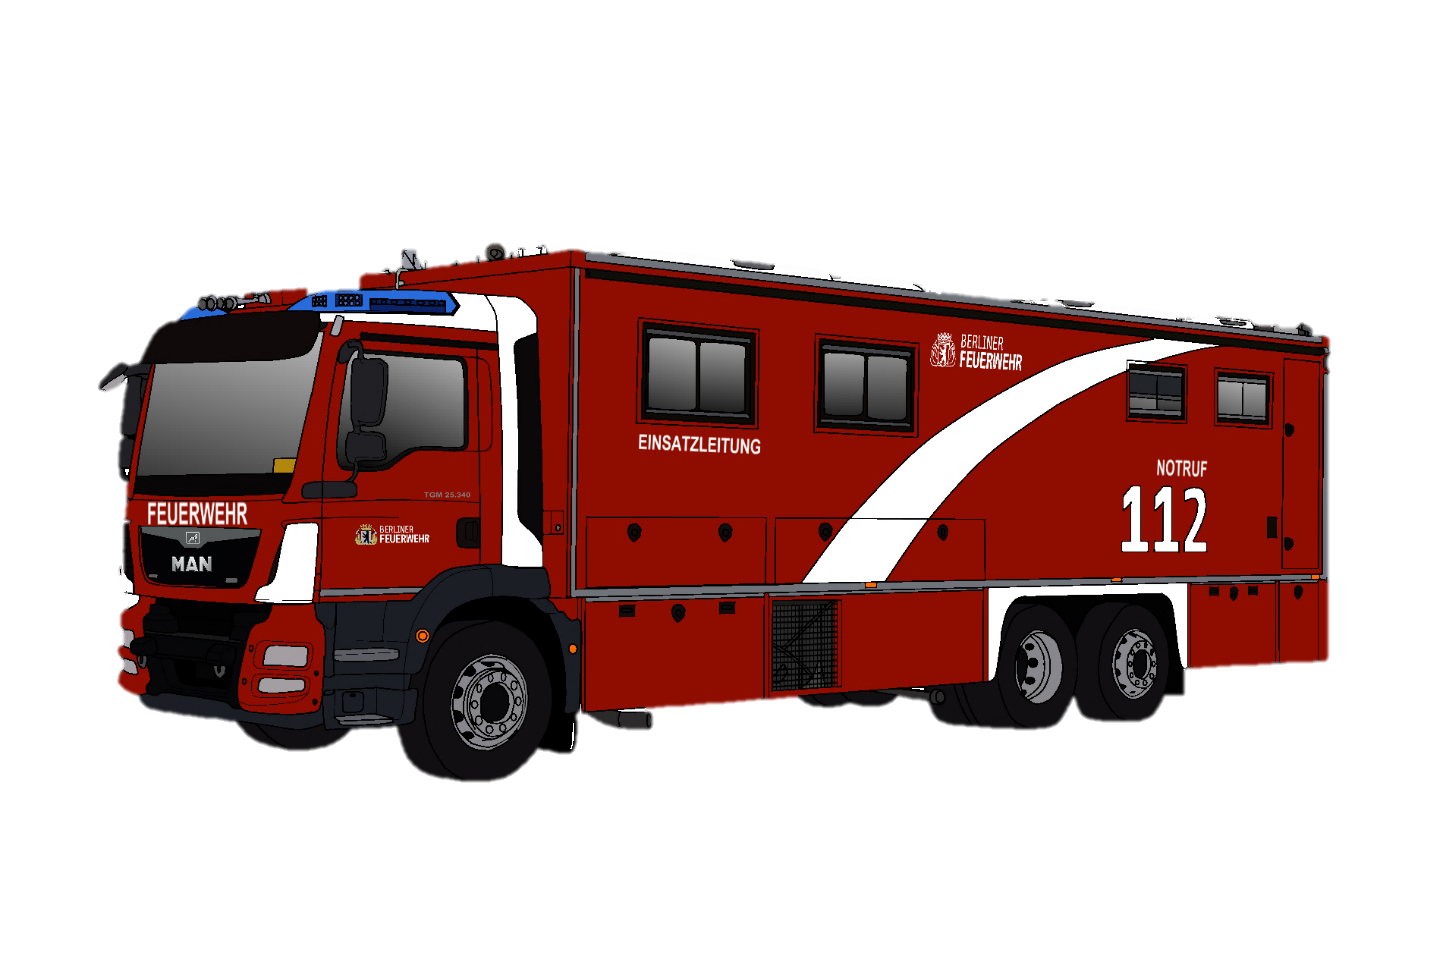 FEUERWEHR
MAN
TGM 25.340
BERLINER
FEUERWEHR
EINSATZLEITUNG
BERLINER
FEUERWEHR
NOTRUF
112